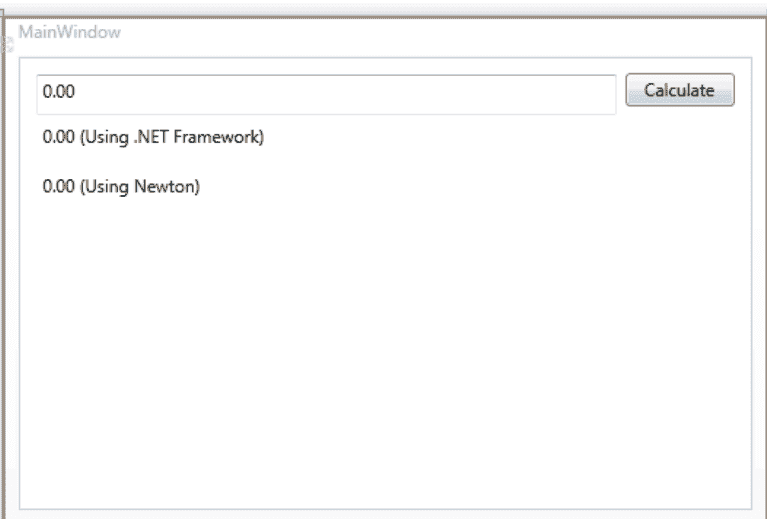 MainWindow
0.00
Calculate
0.00 (Using .NET Framework)
0.00 (Using Newton)